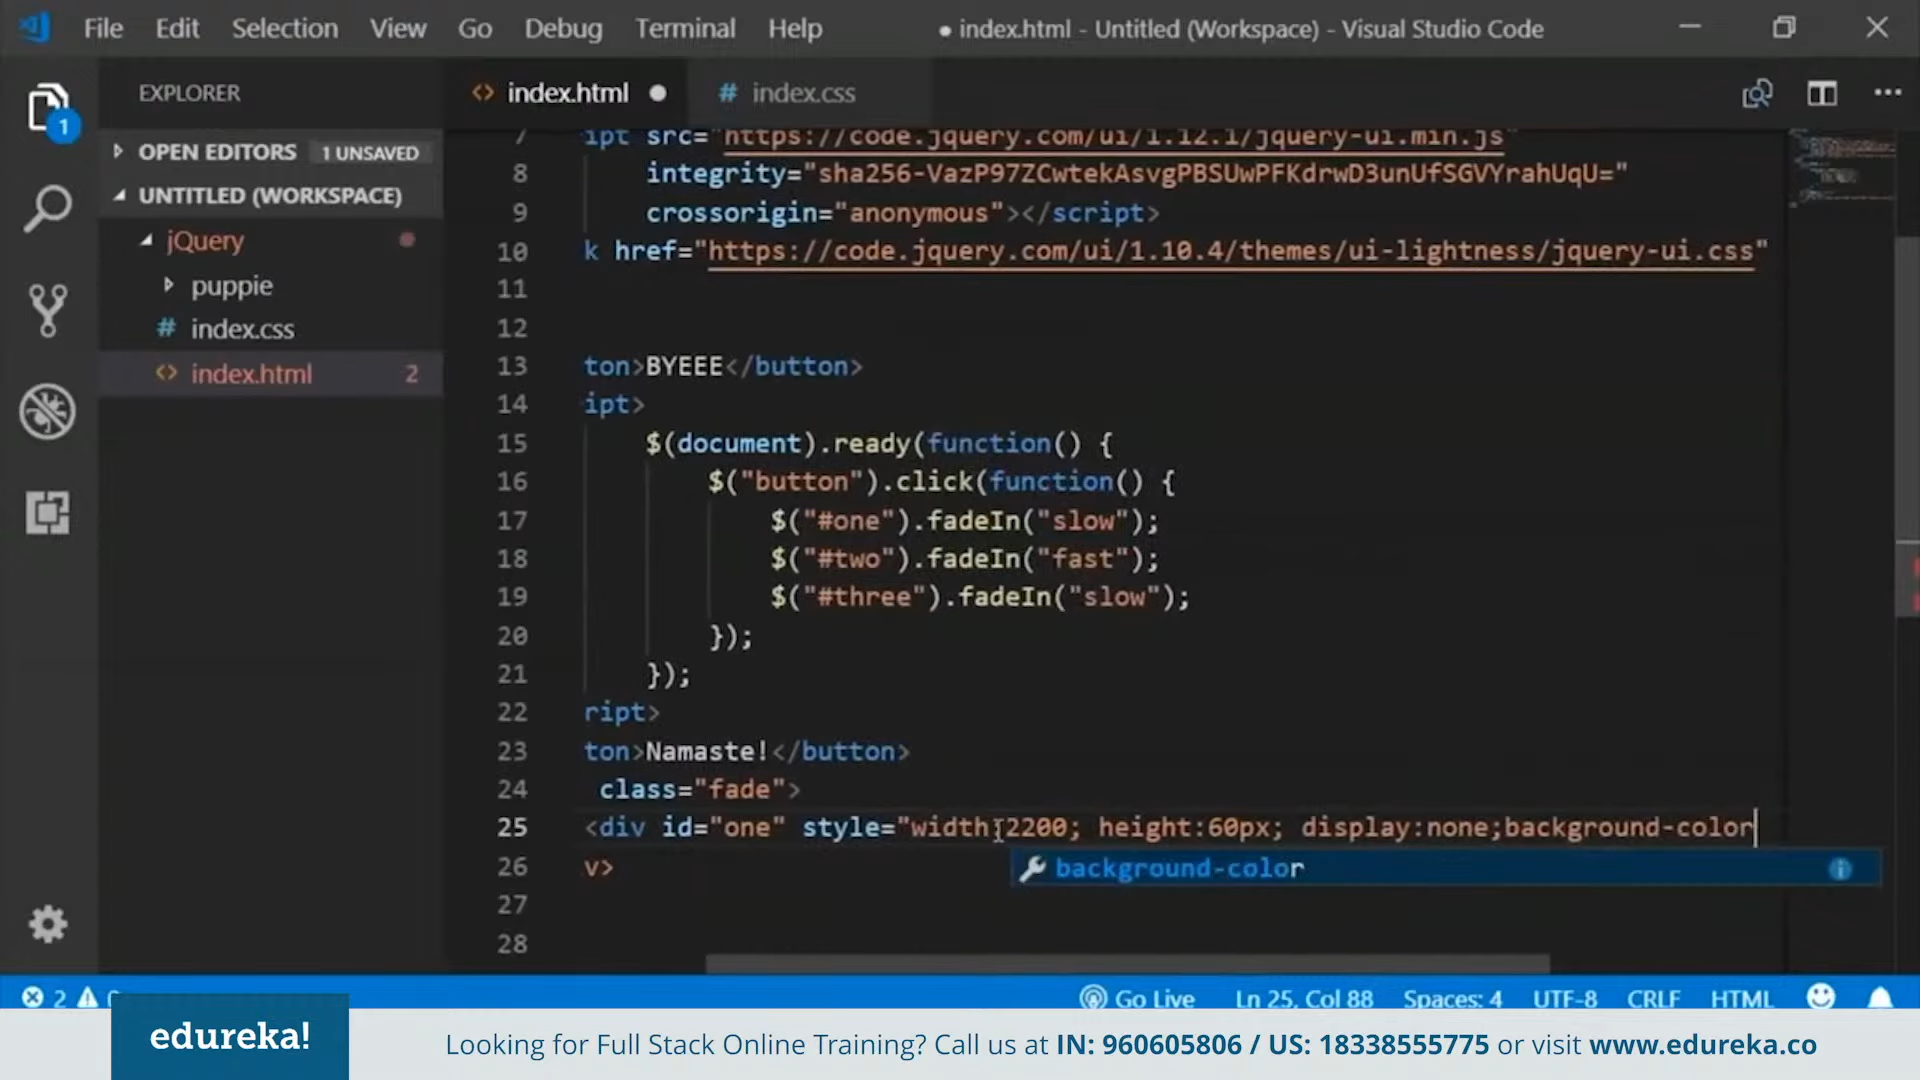 File Edit Selection View Go Debug Terminal Help ● index.html - Untitled (Workspace) - Visual Studio Code
EXPLORER
<> index.html ● # index.css
1
OPEN EDITORS 1 UNSAVED
UNTITLED (WORKSPACE)
jQuery
puppie
# index.css
<> index.html 2
7 ipt src="https://code.jquery.com/ui/1.12.1/jquery-ui.min.js"
8 integrity="sha256-VazP97ZCwtekAsvgPBSUwPFKdrwD3unUfSGVYrahUqU="
9 crossorigin="anonymous"></script>
10 k href="https://code.jquery.com/ui/1.10.4/themes/ui-lightness/jquery-ui.css"
11
12
13 ton>BYEEE</button>
14 ipt>
15 $(document).ready(function() {
16 $("button").click(function() {
17 $("#one").fadeIn("slow");
18 $("#two").fadeIn("fast");
19 $("#three").fadeIn("slow");
20 });
21 });
22 ript>
23 ton>Namaste!</button>
24 class="fade">
25 <div id="one" style="width:2200; height:60px; display:none;background-color
26 v>
background-color
27
28
2 Go Live Ln 25, Col 88 Spaces: 4 UTF-8 CRLF HTML
edureka!
Looking for Full Stack Online Training? Call us at IN: 960605806 / US: 18338555775 or visit www.edureka.co